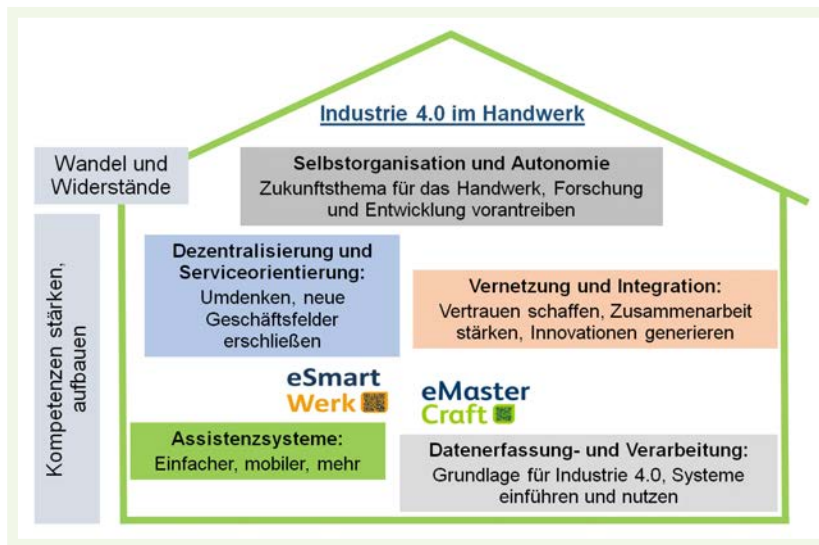 Industrie 4.0 im Handwerk
Wandel und
Widerstände
Selbstorganisation und Autonomie
Zukunftsthema für das Handwerk, Forschung
und Entwicklung vorantreiben
Kompetenzen stärken,
aufbauen
Dezentralisierung und
Serviceorientierung:
Umdenken, neue
Geschäftsfelder
erschließen
Vernetzung und Integration:
Vertrauen schaffen, Zusammenarbeit
stärken, Innovationen generieren
eSmart
Werk
eMaster
Craft
Assistenzsysteme:
Einfacher, mobiler, mehr
Datenerfassung- und Verarbeitung:
Grundlage für Industrie 4.0, Systeme
einführen und nutzen